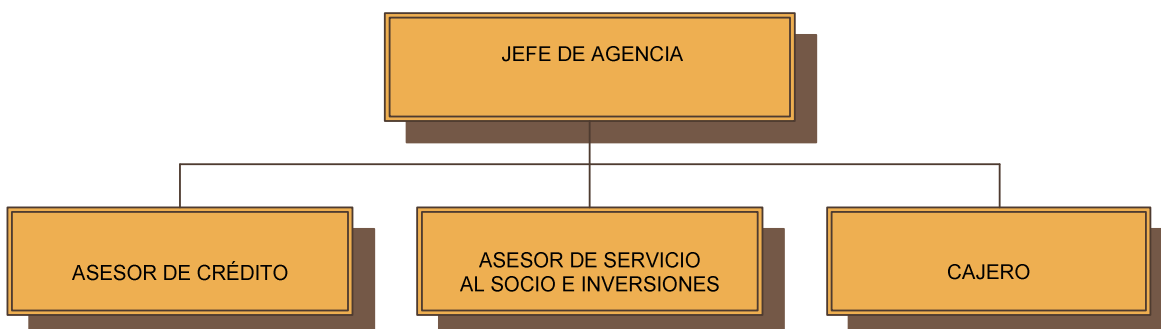 JEFE DE AGENCIA
ASESOR DE CRÉDITO
ASESOR DE SERVICIO
AL SOCIO E INVERSIONES
CAJERO